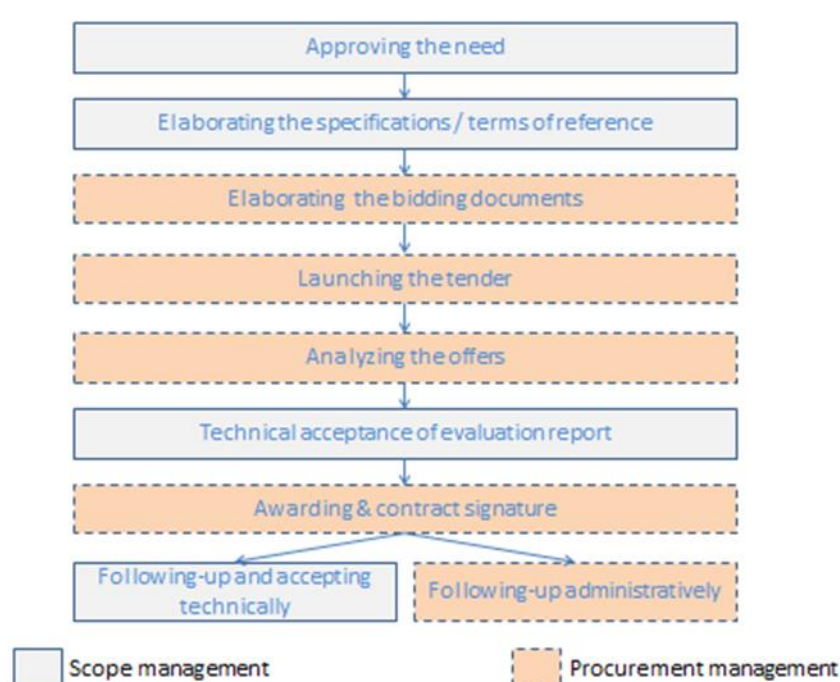 Approving the need
Elaborating the specifications / terms of reference
Elaborating the bidding documents
Launching the tender
Analyzing the offers
Technical acceptance of evaluation report
Awarding & contract signature
Following-up and accepting
technically
Following-up administratively
Scope management
Procurement management